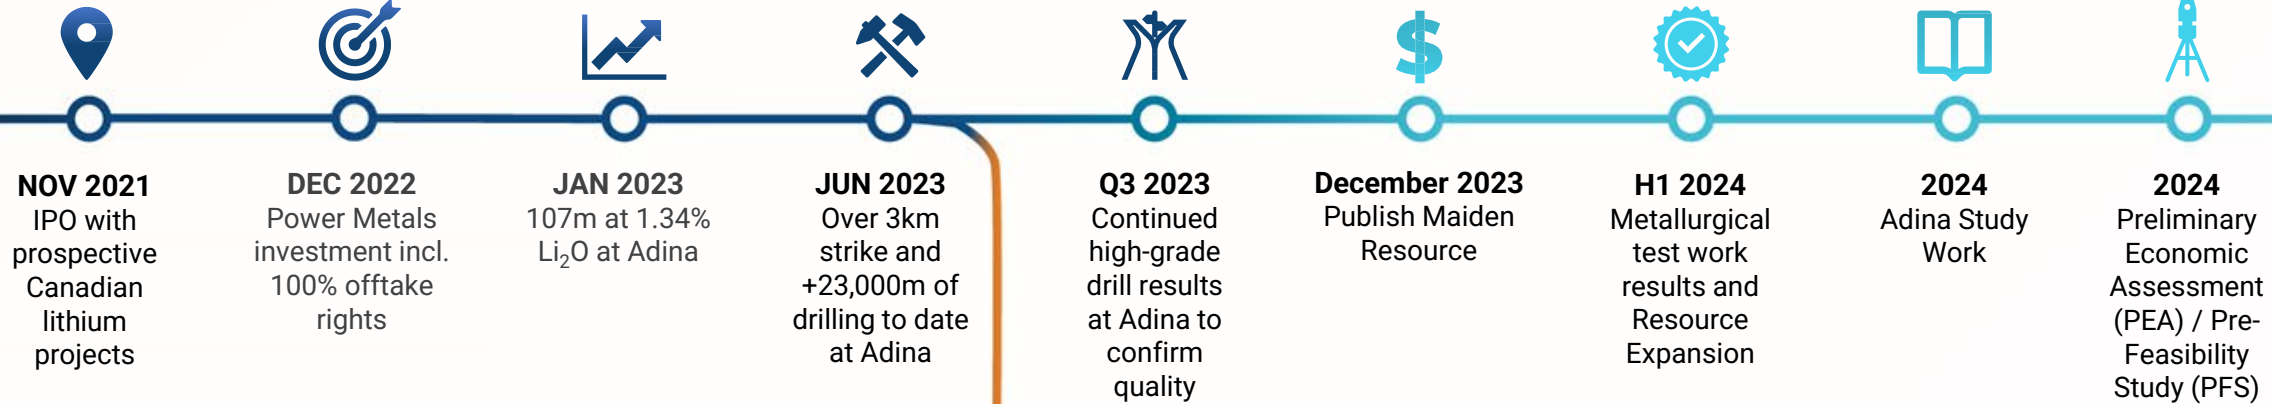 NOV 2021
IPO with
prospective
Canadian
lithium
projects
DEC 2022
Power Metals
investment incl.
100% offtake
rights
JAN 2023
107m at 1.34%
Li₂O at Adina
JUN 2023
Over 3km
strike and
+23,000m of
drilling to date
at Adina
Q3 2023
Continued
high-grade
drill results
at Adina to
confirm
quality
December 2023
Publish Maiden
Resource
H1 2024
Metallurgical
test work
results and
Resource
Expansion
2024
Adina Study
Work
2024
Preliminary
Economic
Assessment
(PEA) / Pre-
Feasibility
Study (PFS)